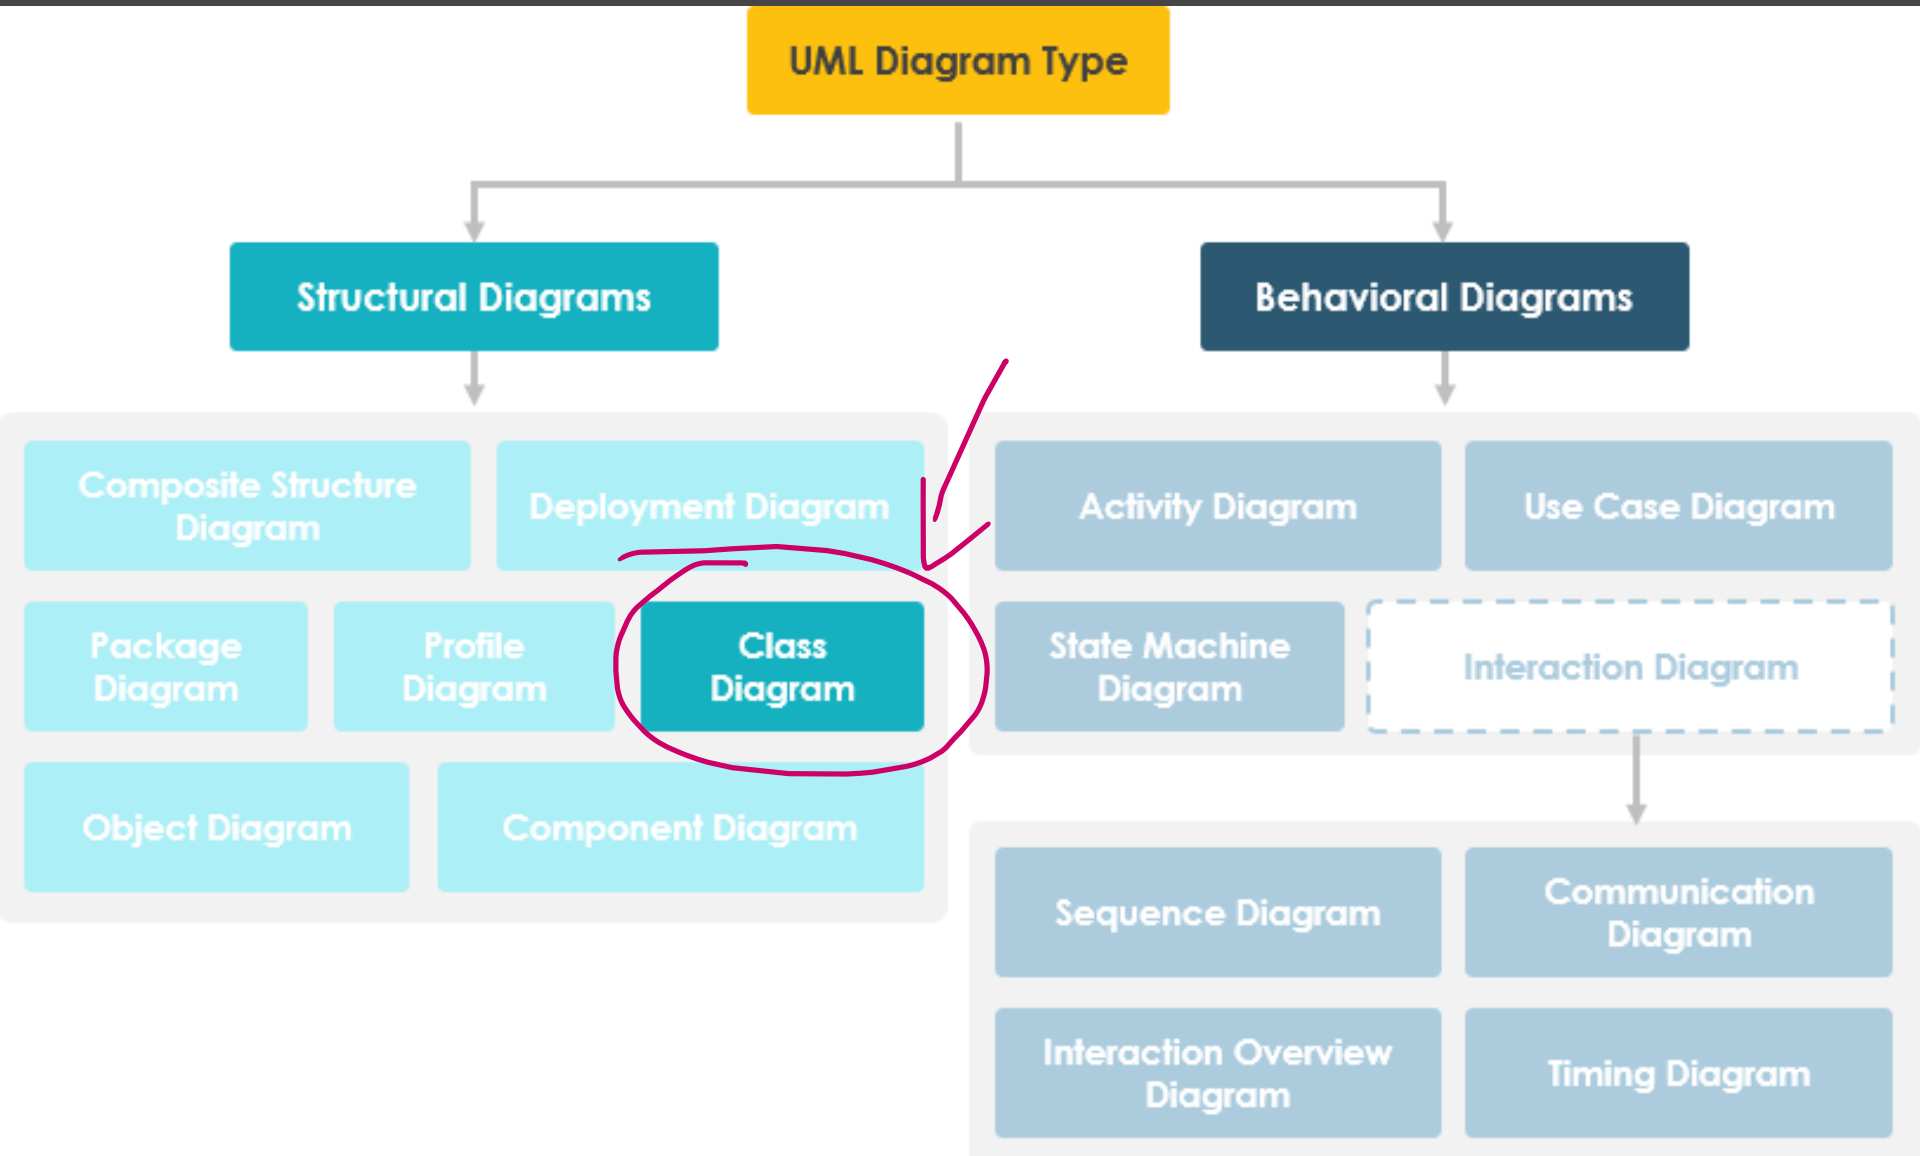 UML Diagram Type
Structural Diagrams
Behavioral Diagrams
Composite Structure
Diagram
Deployment Diagram
Package
Diagram
Profile
Diagram
Class
Diagram
Object Diagram
Component Diagram
Activity Diagram
Use Case Diagram
State Machine
Diagram
Interaction Diagram
Sequence Diagram
Communication
Diagram
Interaction Overview
Diagram
Timing Diagram